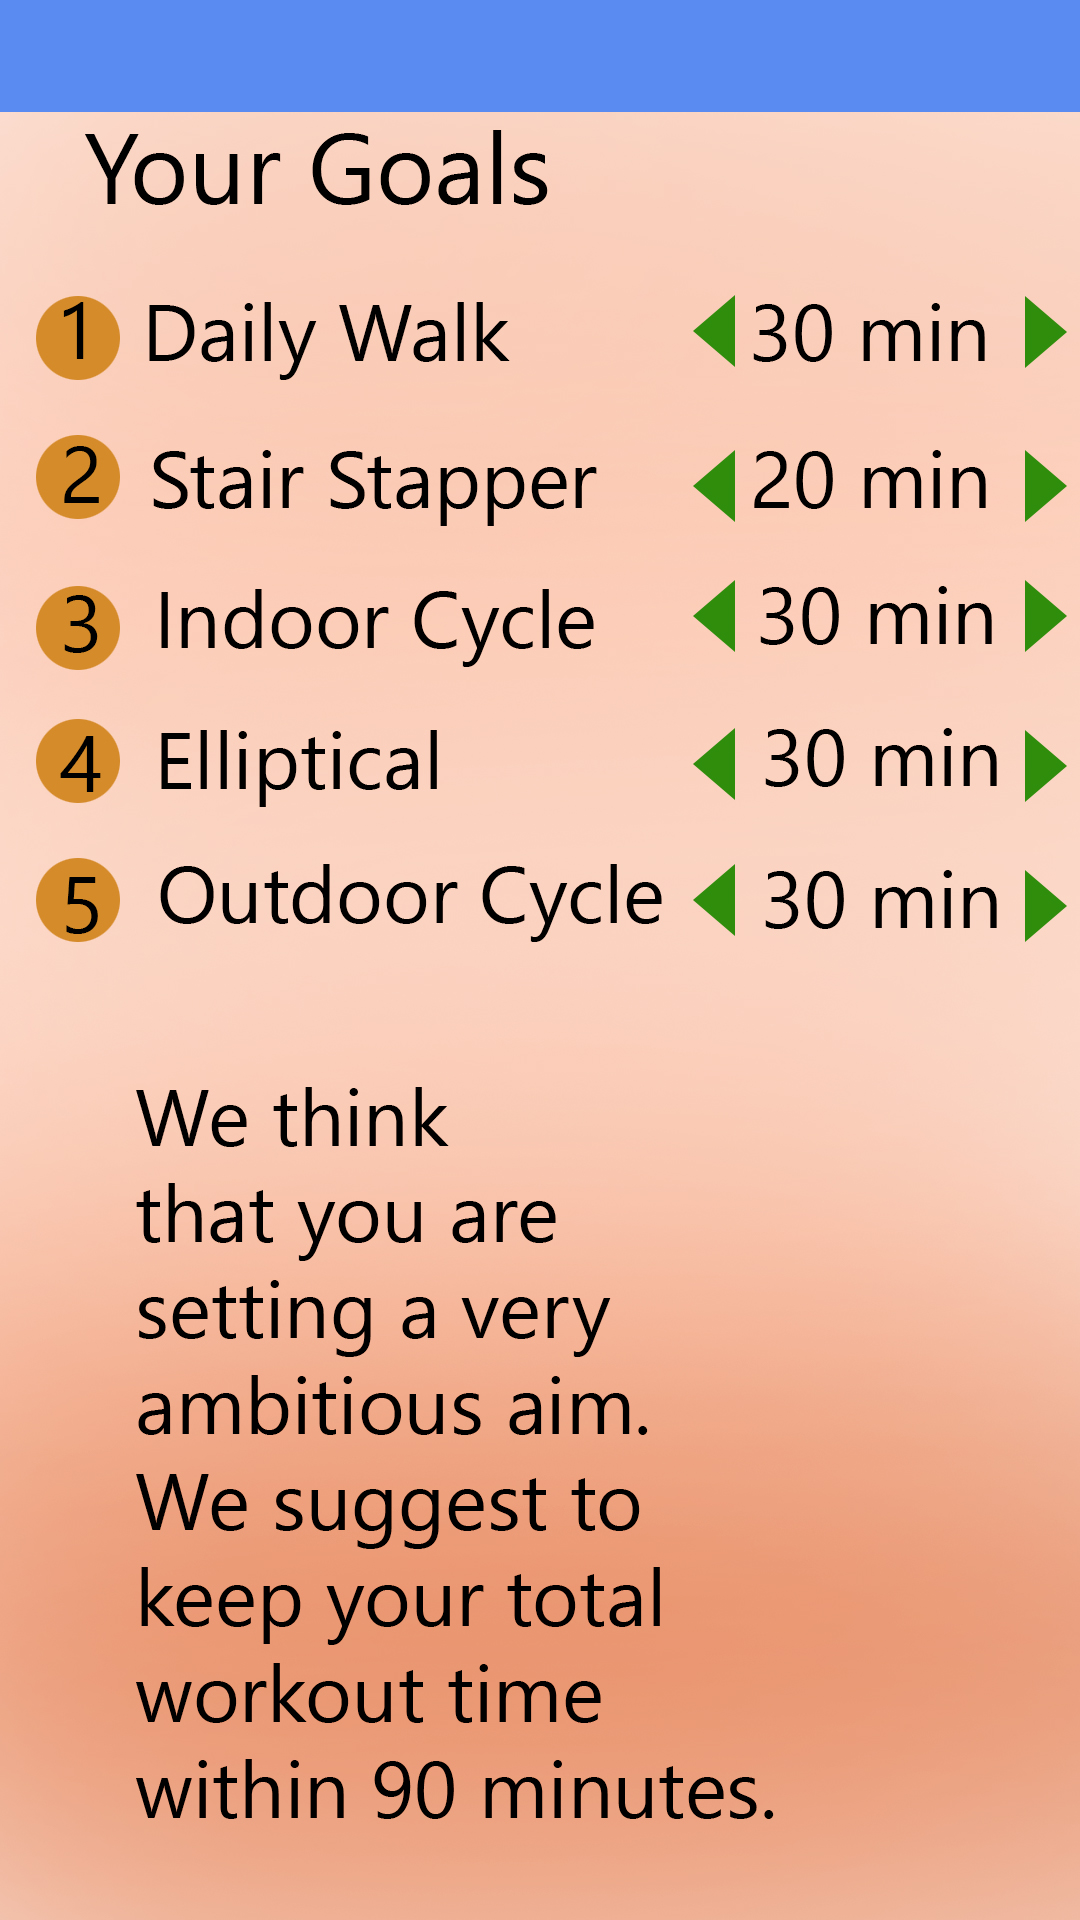 Your Goals
1 Daily Walk 30 min
2 Stair Stapper 20 min
3 Indoor Cycle 30 min
4 Elliptical 30 min
5 Outdoor Cycle 30 min
We think
that you are
setting a very
ambitious aim.
We suggest to
keep your total
workout time
within 90 minutes.